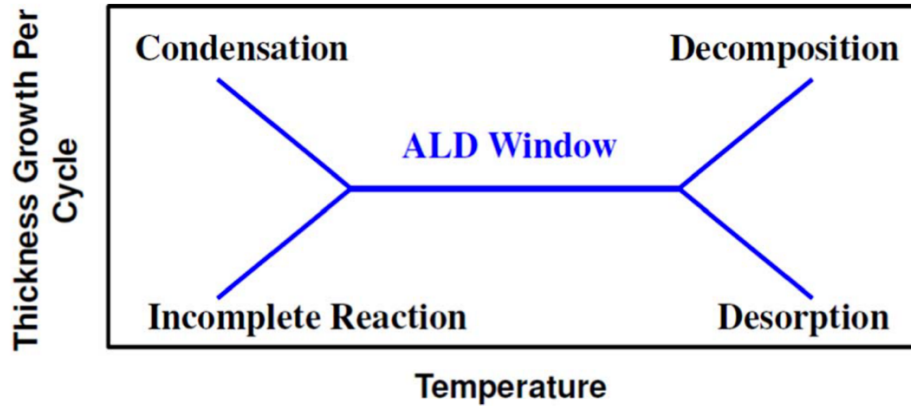 Thickness Growth Per
Cycle
Condensation
Decomposition
ALD Window
Incomplete Reaction
Desorption
Temperature